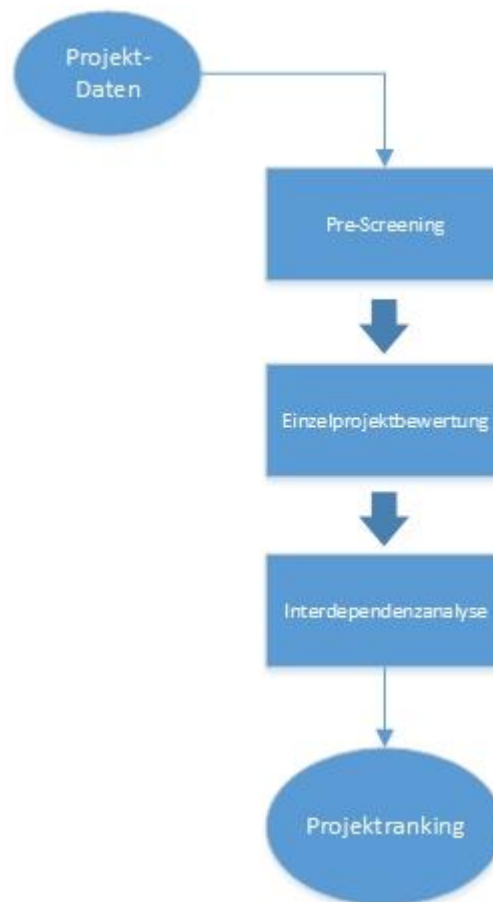 Projekt-
Daten
Pre-Screening
Einzelprojektbewertung
Interdependenzanalyse
Projektranking